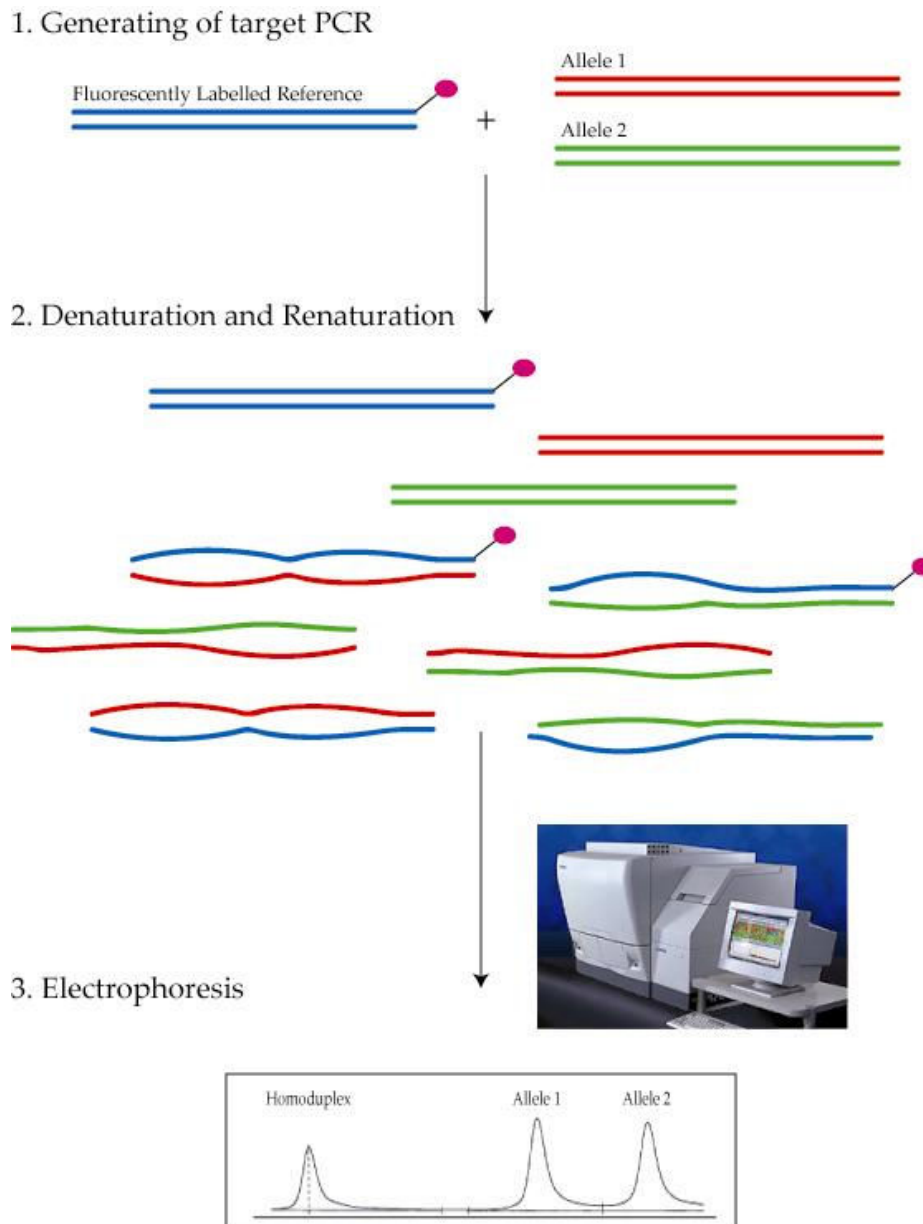 1. Generating of target PCR
Fluorescently Labelled Reference
+
Allele 1
Allele 2
2. Denaturation and Renaturation
3. Electrophoresis
Homoduplex Allele 1 Allele 2